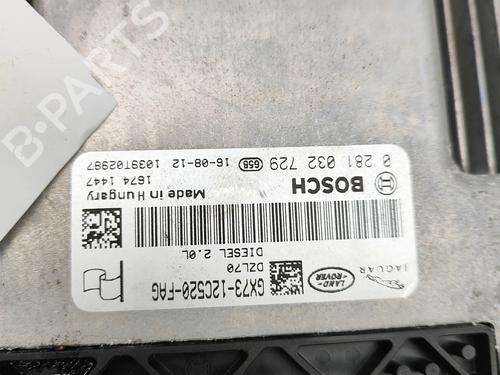 B-PARTS
0 281 032 729 658 16-08-12 1039T02987
1674 1447
BOSCH Made in Hungary
DIESEL 2.0L
DZL70
GX73-12C520-FAG
LAND ROVER
JAGUAR